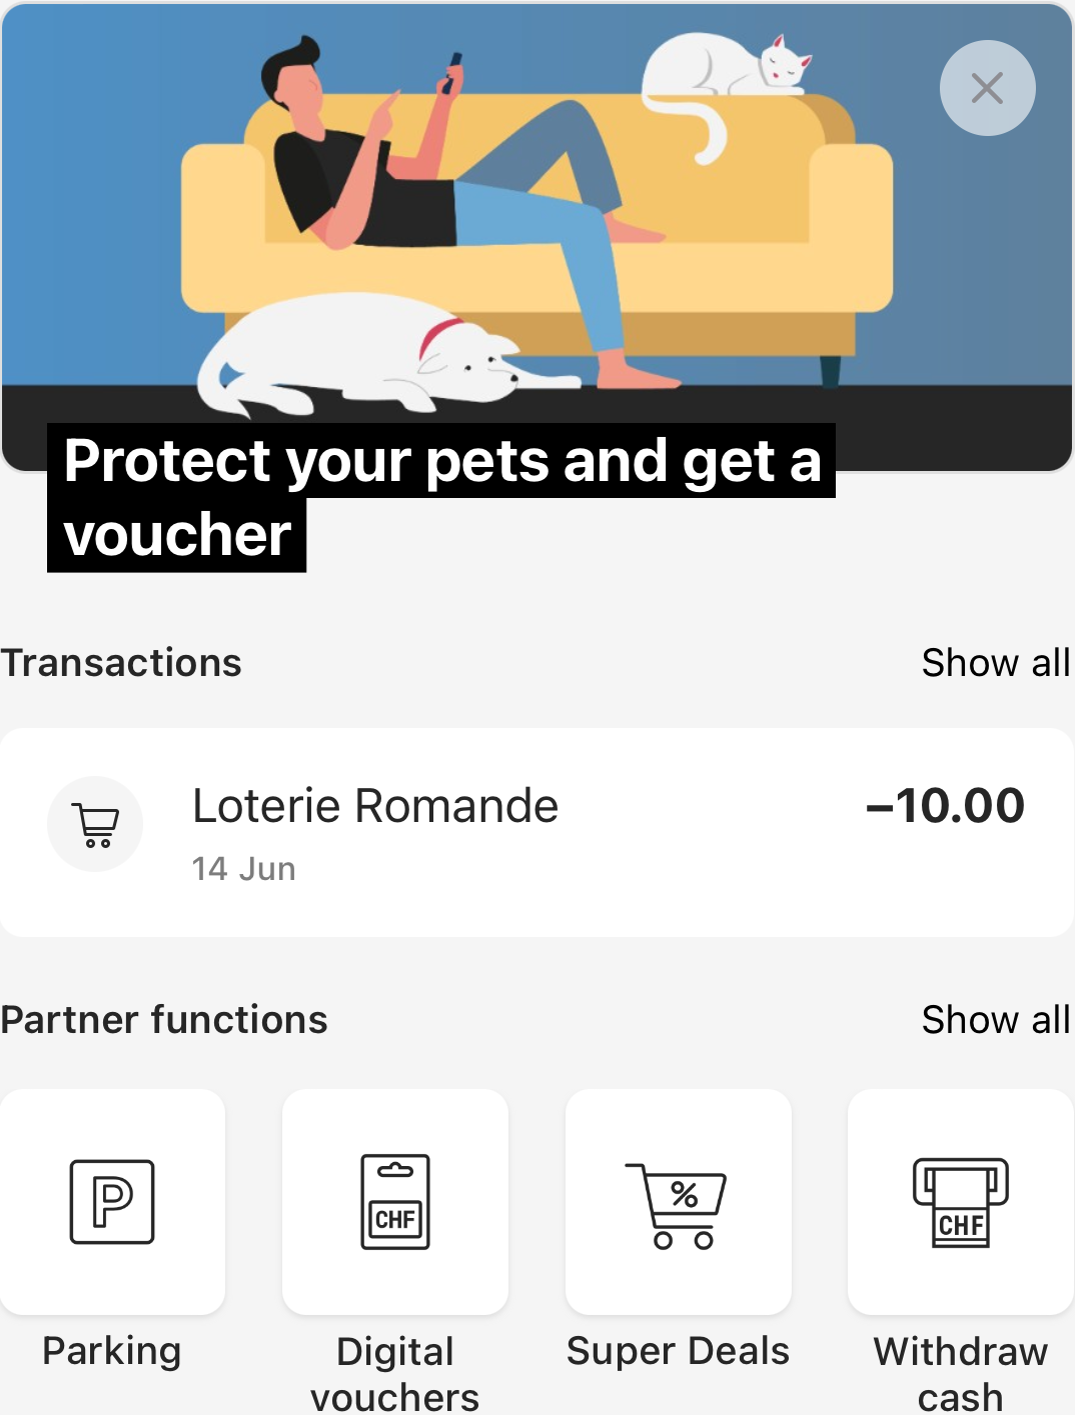 Protect your pets and get a
voucher
Transactions
Show all
Loterie Romande
–10.00
14 Jun
Partner functions
Show all
P
CHF
%
CHF
Parking
Digital
vouchers
Super Deals
Withdraw
cash